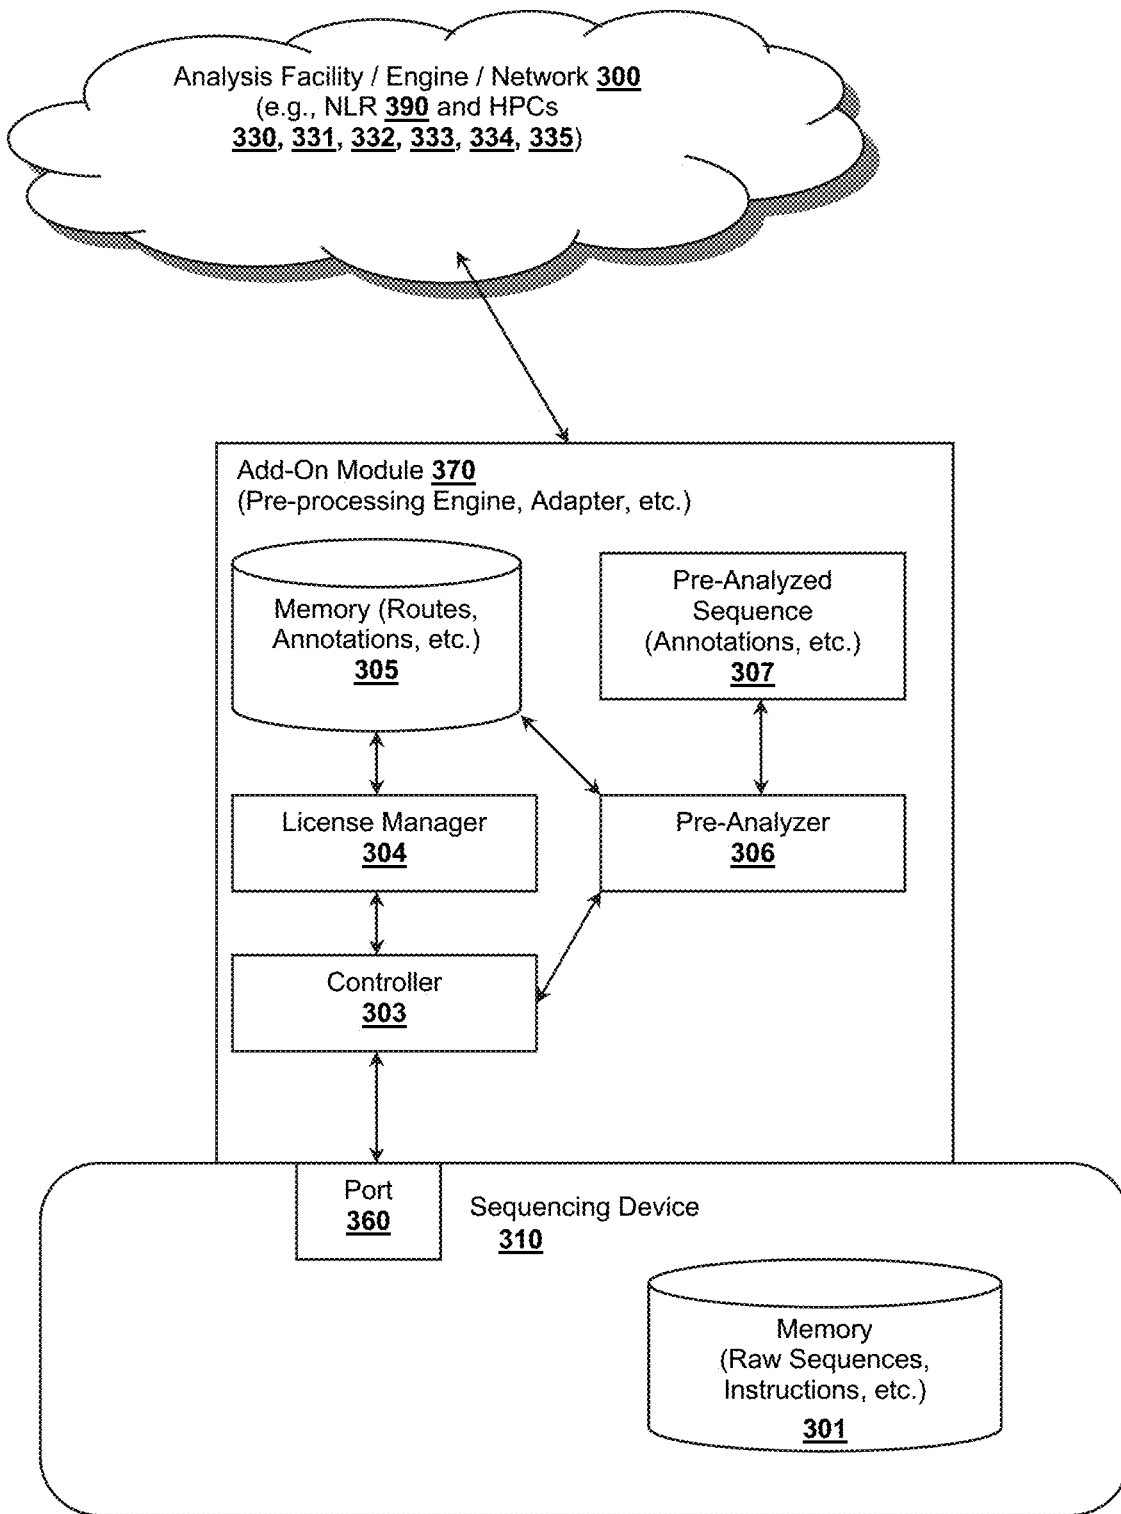 Analysis Facility / Engine / Network 300
(e.g., NLR 390 and HPCs
330, 331, 332, 333, 334, 335)
Add-On Module 370
(Pre-processing Engine, Adapter, etc.)
Memory (Routes,
Annotations, etc.)
305
Pre-Analyzed
Sequence
(Annotations, etc.)
307
License Manager
304
Pre-Analyzer
306
Controller
303
Port
360
Sequencing Device
310
Memory
(Raw Sequences,
Instructions, etc.)
301